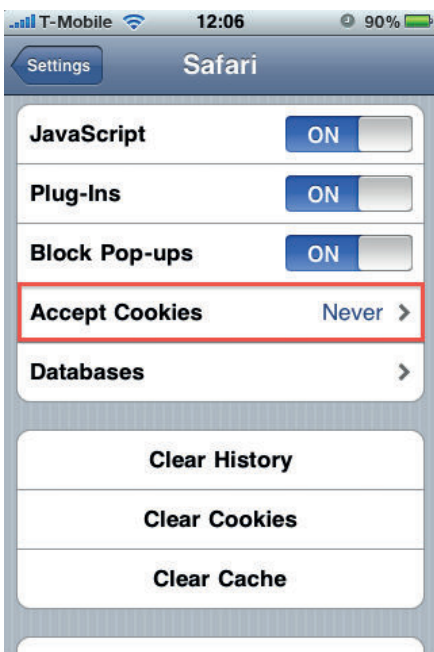 T-Mobile 12:06 90%
Settings Safari
JavaScript ON
Plug-Ins ON
Block Pop-ups ON
Accept Cookies Never
Databases
Clear History
Clear Cookies
Clear Cache